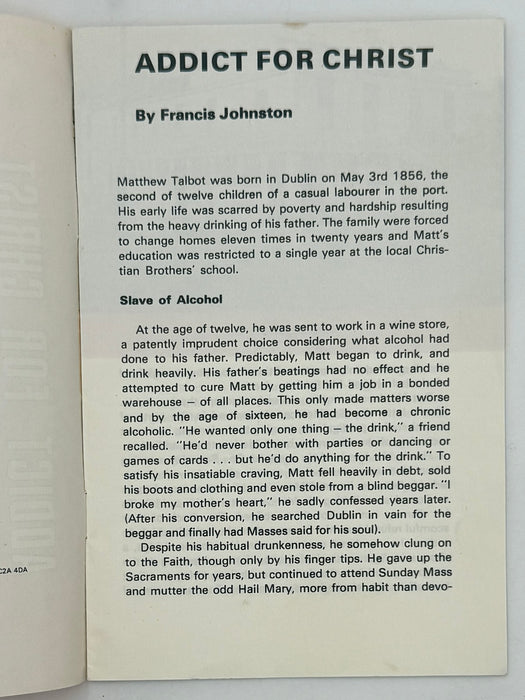 ADDICT FOR CHRIST
By Francis Johnston
Matthew Talbot was born in Dublin on May 3rd 1856, the
second of twelve children of a casual labourer in the port.
His early life was scarred by poverty and hardship resulting
from the heavy drinking of his father. The family were forced
to change homes eleven times in twenty years and Matt's
education was restricted to a single year at the local Chris-
tian Brothers' school.
Slave of Alcohol
At the age of twelve, he was sent to work in a wine store,
a patently imprudent choice considering what alcohol had
done to his father. Predictably, Matt began to drink, and
drink heavily. His father's beatings had no effect and he
attempted to cure Matt by getting him a job in a bonded
warehouse – of all places. This only made matters worse
and by the age of sixteen, he had become a chronic
alcoholic. "He wanted only one thing – the drink," a friend
recalled. "He'd never bother with parties or dancing or
games of cards . . . but he'd do anything for the drink." To
satisfy his insatiable craving, Matt fell heavily in debt, sold
his boots and clothing and even stole from a blind beggar. "I
broke my mother's heart," he sadly confessed years later.
(After his conversion, he searched Dublin in vain for the
beggar and finally had Masses said for his soul).
Despite his habitual drunkenness, he somehow clung on
to the Faith, though only by his finger tips. He gave up the
Sacraments for years, but continued to attend Sunday Mass
and mutter the odd Hail Mary, more from habit than devo-
C2A 4DA